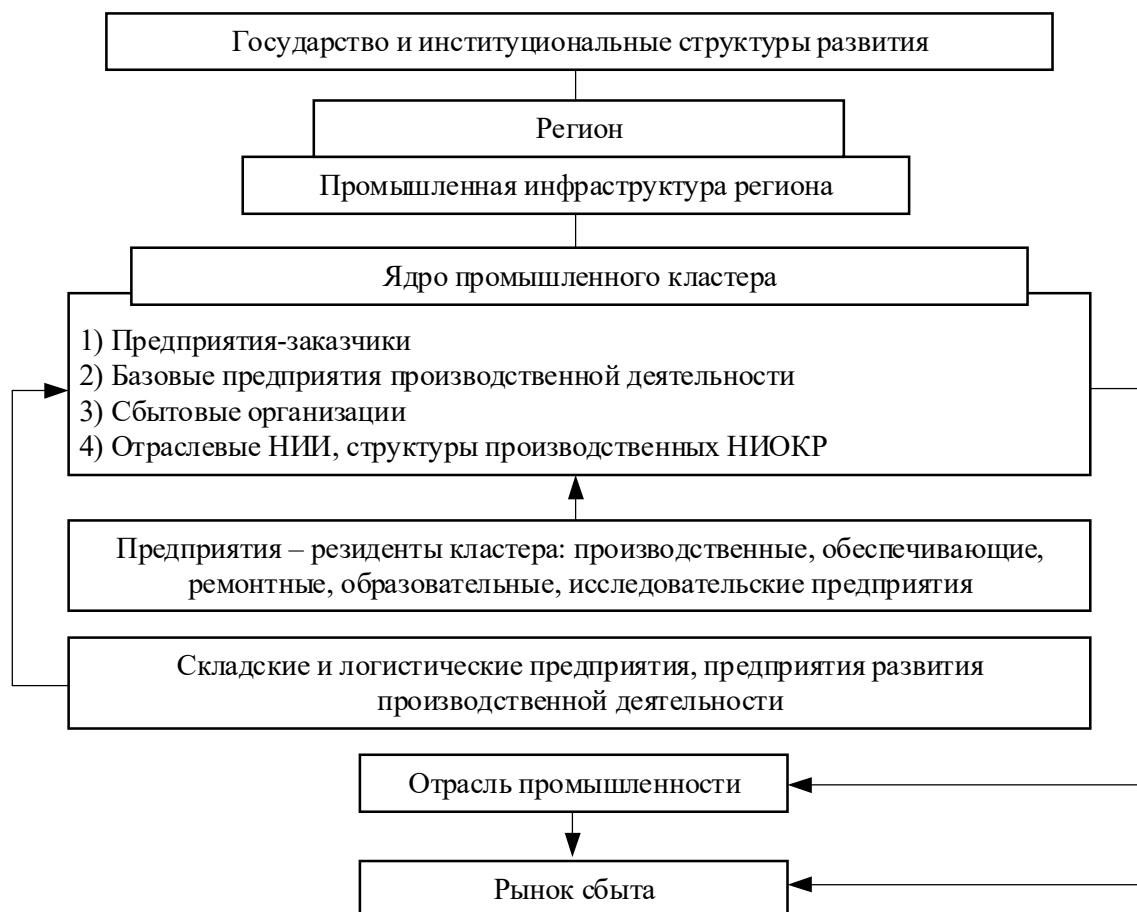 Государство и институциональные структуры развития
Регион
Промышленная инфраструктура региона
Ядро промышленного кластера
1) Предприятия-заказчики
2) Базовые предприятия производственной деятельности
3) Сбытовые организации
4) Отраслевые НИИ, структуры производственных НИОКР
Предприятия – резиденты кластера: производственные, обеспечивающие,
ремонтные, образовательные, исследовательские предприятия
Складские и логистические предприятия, предприятия развития
производственной деятельности
Отрасль промышленности
Рынок сбыта